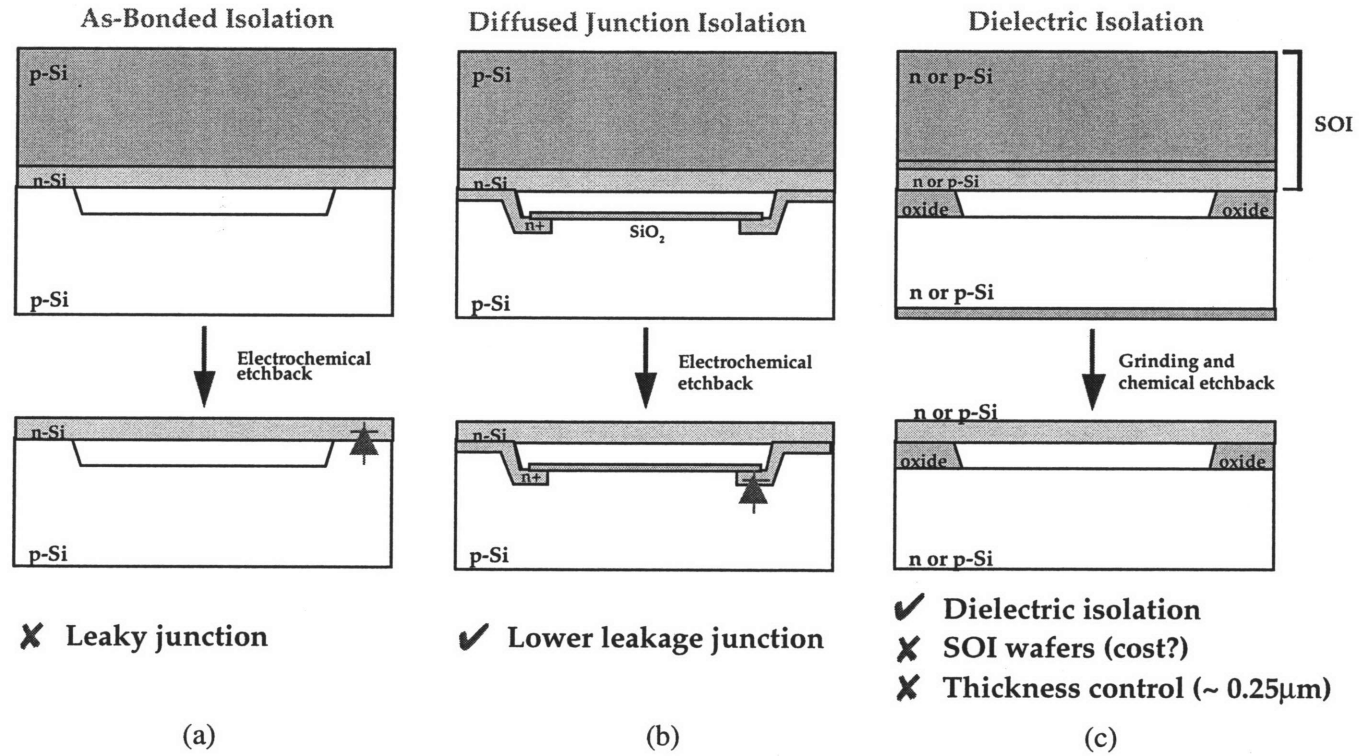 As-Bonded Isolation
p-Si
n-Si
p-Si
Electrochemical
etchback
n-Si
p-Si
✘ Leaky junction
(a)
Diffused Junction Isolation
p-Si
n-Si
n+
SiO₂
p-Si
Electrochemical
etchback
n-Si
n+
p-Si
✔ Lower leakage junction
(b)
Dielectric Isolation
n or p-Si
SOI
n or p-Si
oxide
oxide
n or p-Si
Grinding and
chemical etchback
n or p-Si
oxide
oxide
n or p-Si
✔ Dielectric isolation
✘ SOI wafers (cost?)
✘ Thickness control (~ 0.25μm)
(c)